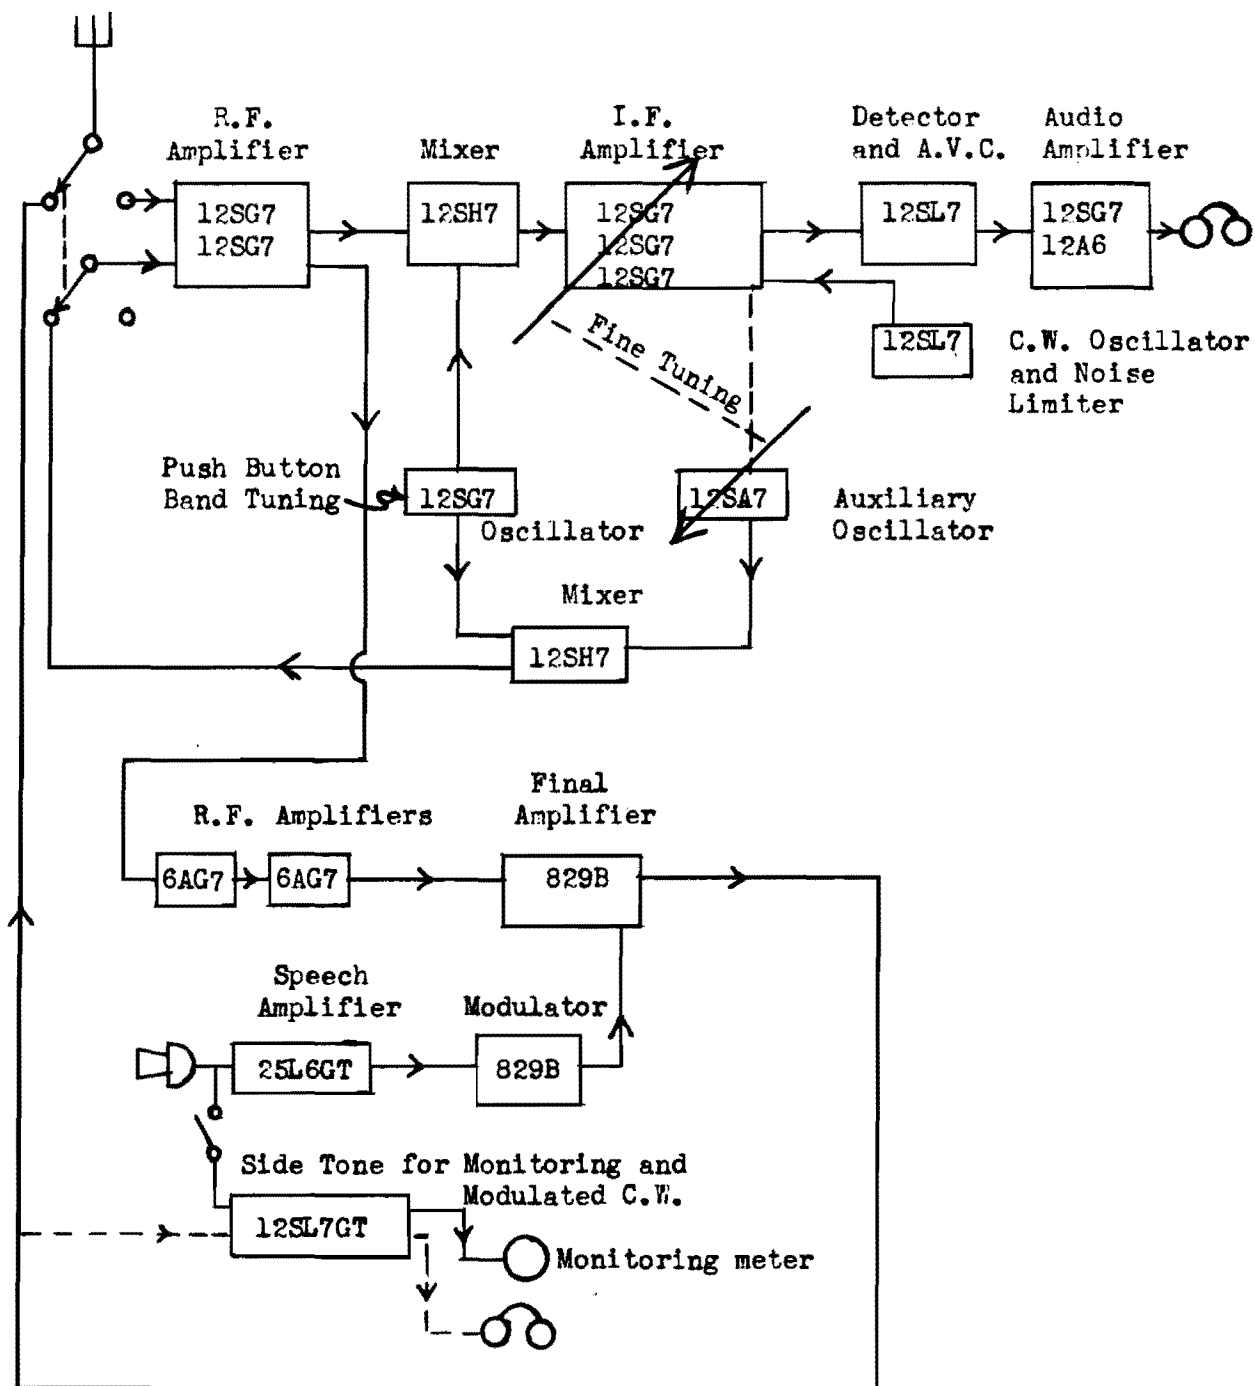 R.F.
Amplifier
Mixer
I.F.
Amplifier
Detector
and A.V.C.
Audio
Amplifier
12SG7
12SG7
12SH7
12SG7
12SG7
12SG7
12SL7
12SG7
12A6
Fine Tuning
12SL7
C.W. Oscillator
and Noise
Limiter
Push Button
Band Tuning
12SG7
Oscillator
12SA7
Auxiliary
Oscillator
Mixer
12SH7
R.F. Amplifiers
Final
Amplifier
6AG7
6AG7
829B
Speech
Amplifier
Modulator
25L6GT
829B
Side Tone for Monitoring and
Modulated C.W.
12SL7GT
Monitoring meter